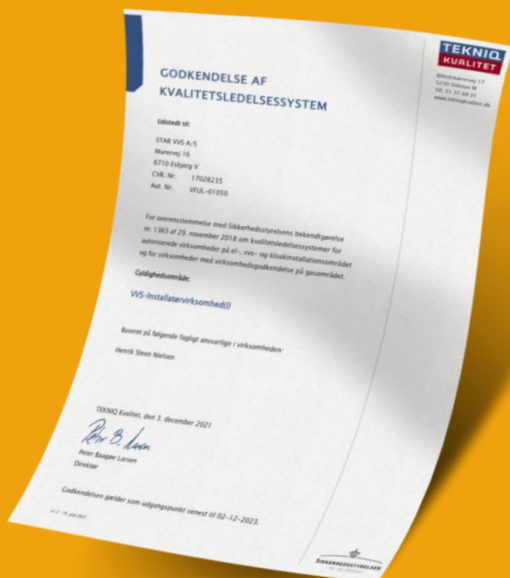 TEKNIQ
KVALITET
5230 Odense M
GODKENDELSE AF
KVALITETSLEDELSESSYSTEM
Udstedt til:
STAR VVS A/S
Murervej 16
6710 Esbjerg V
CVR. Nr. 17028235
Aut. Nr. VFUL-01050
For overensstemmelse med Sikkerhedsstyrelsens bekendtgørelse
nr. 1363 af 29. november 2018 om kvalitetsledelsessystemer for
autoriserede virksomheder på el-, vvs- og kloakinstallationsområdet
og for virksomheder med virksomhedsgodkendelse på gasområdet.
Gyldighedsområde:
VVS-installatørvirksomhed(i)
Baseret på følgende fagligt ansvarlige i virksomheden:
Henrik Steen Nielsen
TEKNIQ Kvalitet, den 3. december 2021
Peter B. Larsen
Peter Baagøe Larsen
Direktør
Godkendelsen gælder som udgangspunkt senest til 02-12-2023.
SIKKERHEDSSTYRELSEN